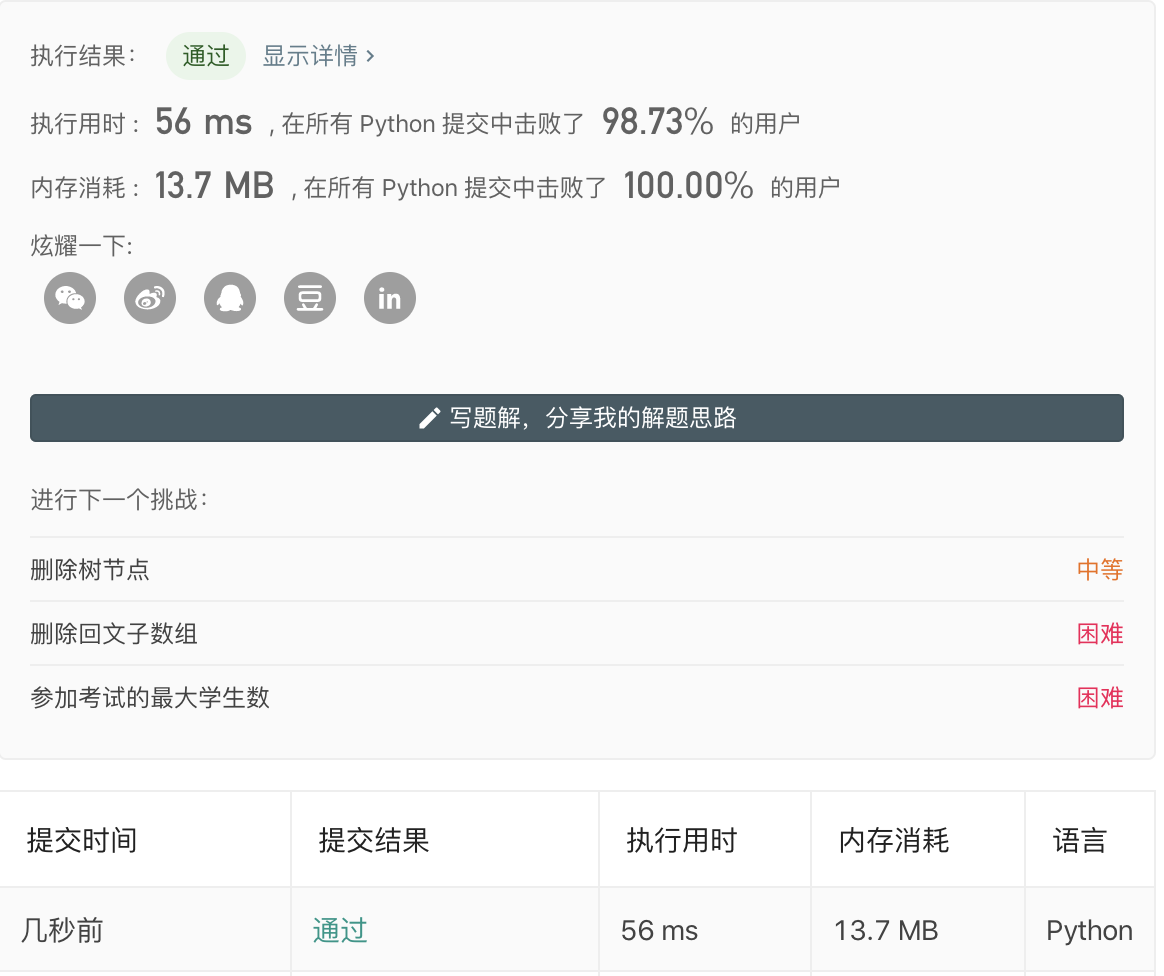 执行结果： 通过 显示详情 ›
执行用时 : 56 ms , 在所有 Python 提交中击败了 98.73% 的用户
内存消耗 : 13.7 MB , 在所有 Python 提交中击败了 100.00% 的用户
炫耀一下:
in
写题解，分享我的解题思路
进行下一个挑战：
删除树节点 中等
删除回文子数组 困难
参加考试的最大学生数 困难
提交时间 提交结果 执行用时 内存消耗 语言
几秒前 通过 56 ms 13.7 MB Python